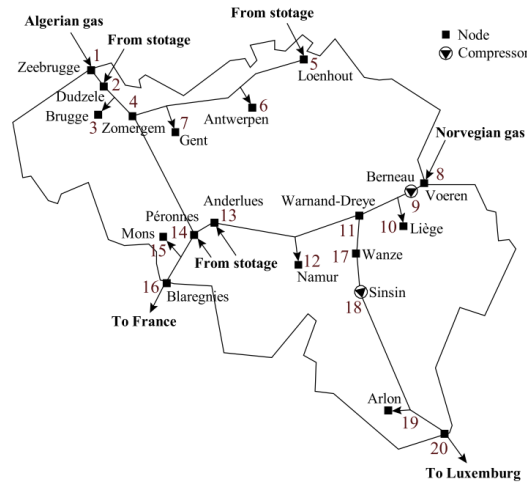 Algerian gas
From stotage
1
From stotage
Zeebrugge
2
5
Loenhout
Node
Compressor
Dudzele
4
6
Brugge
3
Zomergem
7
Gent
Antwerpen
Norvegian gas
Berneau
8
Voeren
9
Anderlues
13
Warnand-Dreye
11
10
Liège
Péronnes
14
Mons
15
From stotage
12
Namur
17
Wanze
16
Blaregnies
18
Sinsin
To France
Arlon
19
20
To Luxemburg